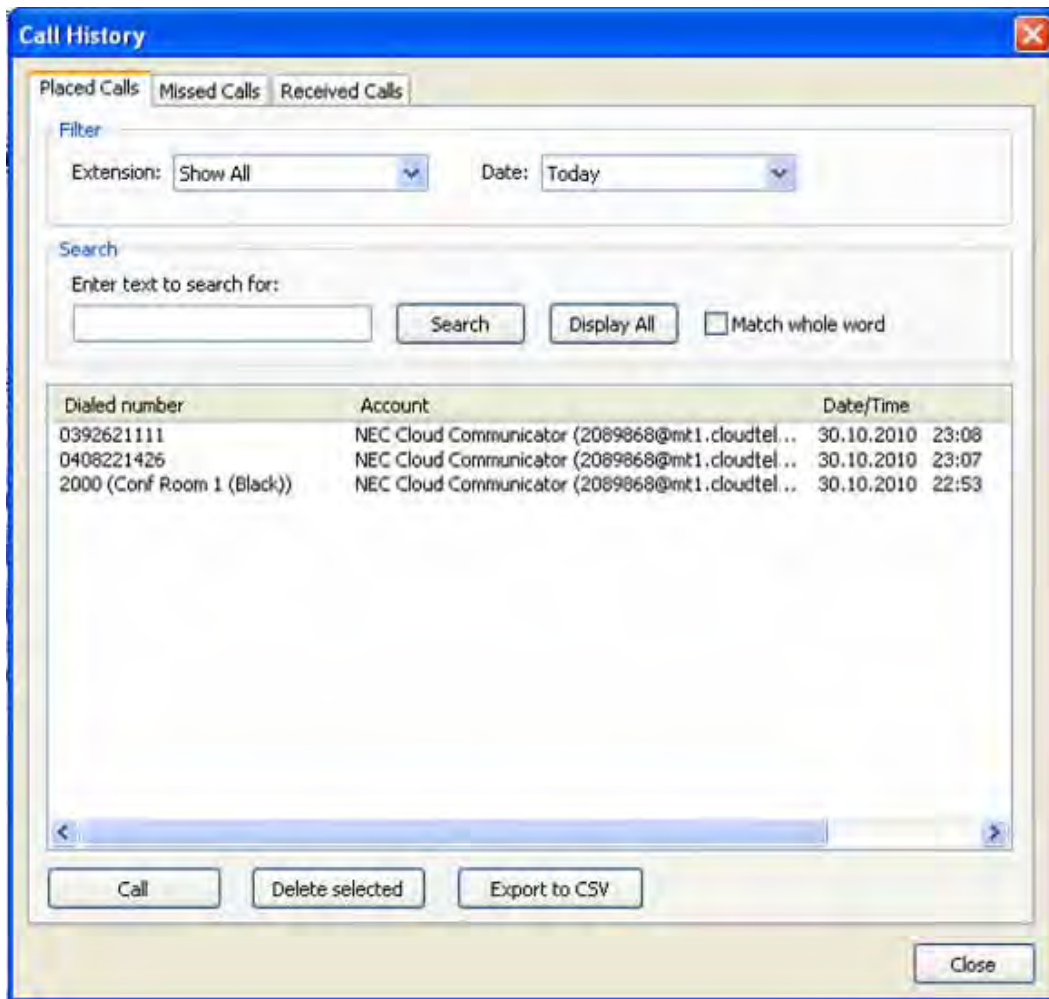 Call History
Placed Calls Missed Calls Received Calls
Filter
Extension: Show All Date: Today
Search
Enter text to search for:
Search Display All Match whole word
Dialed number Account Date/Time
0392621111 NEC Cloud Communicator (2089868@mt1.cloudtel... 30.10.2010 23:08
0408221426 NEC Cloud Communicator (2089868@mt1.cloudtel... 30.10.2010 23:07
2000 (Conf Room 1 (Black)) NEC Cloud Communicator (2089868@mt1.cloudtel... 30.10.2010 22:53
Call Delete selected Export to CSV
Close